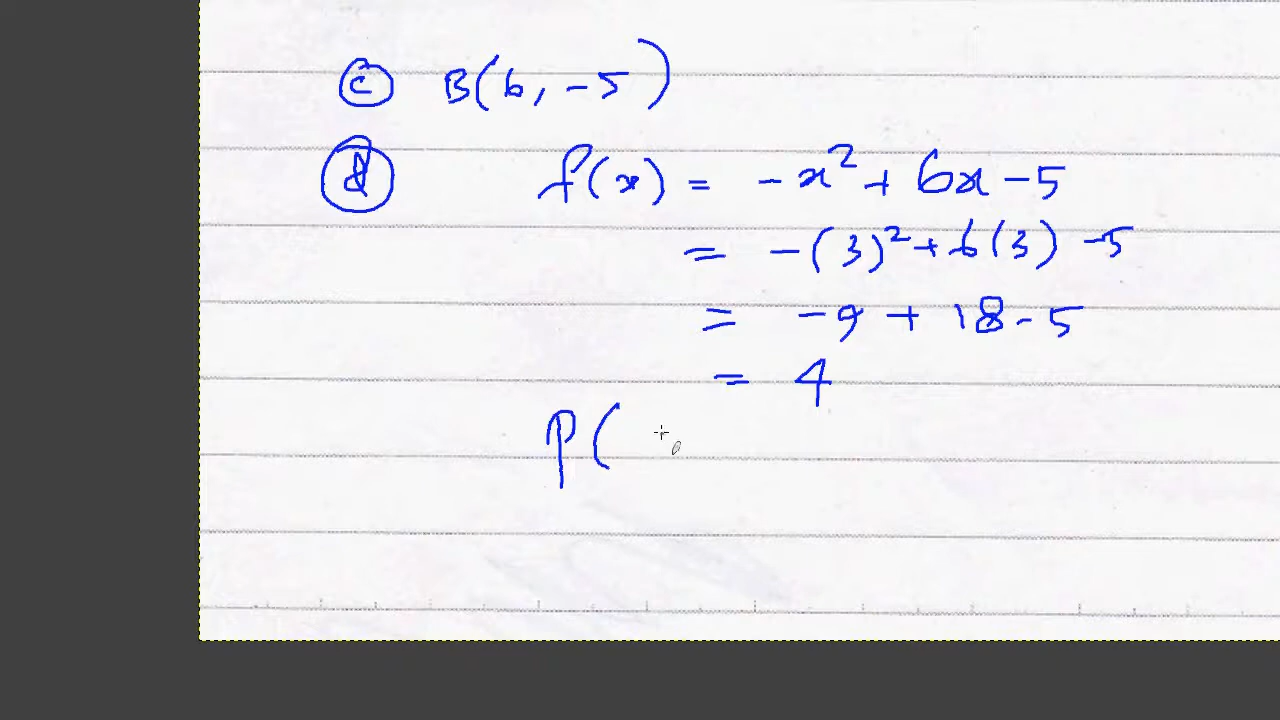 (c) B(6, -5)
(d) f(x) = -x² + 6x - 5
= -(3)² + 6(3) - 5
= -9 + 18 - 5
= 4
P(